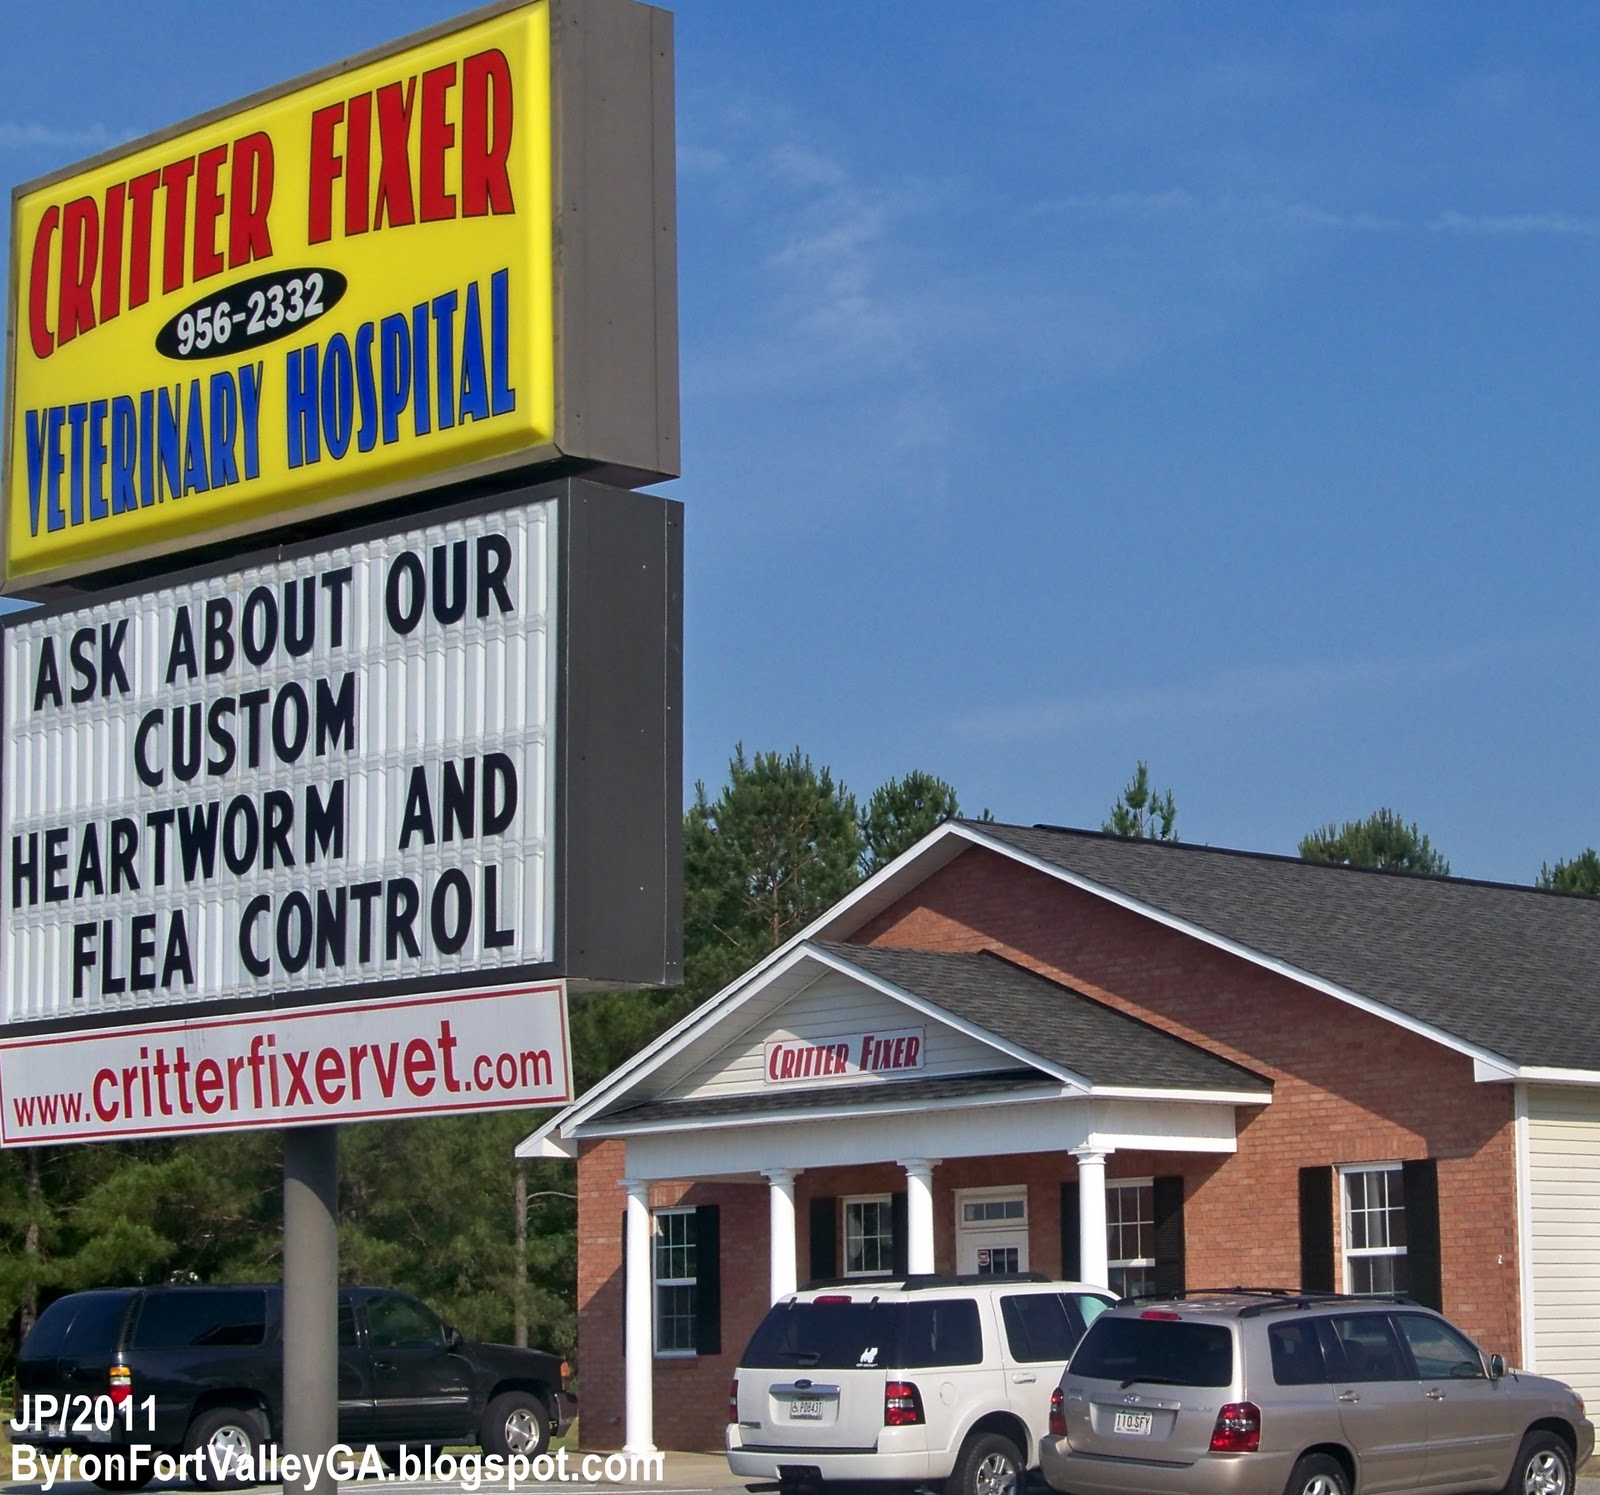 CRITTER FIXER
956-2332
VETERINARY HOSPITAL
ASK ABOUT OUR
CUSTOM
HEARTWORM AND
FLEA CONTROL
www.critterfixervet.com
CRITTER FIXER
JP/2011
ByronFortValleyGA.blogspot.com